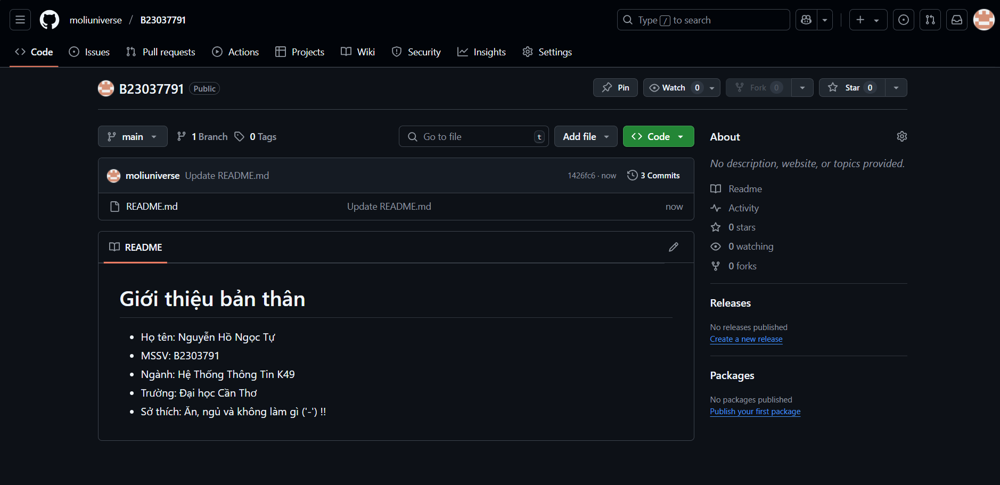 moliuniverse / B23037791
Type / to search
Code Issues Pull requests Actions Projects Wiki Security Insights Settings
B23037791 Public
Pin Watch 0 Fork 0 Star 0
main 1 Branch 0 Tags Go to file t Add file Code
moliuniverse Update README.md 1426fc6 · now 3 Commits
README.md Update README.md now
README
Giới thiệu bản thân
• Họ tên: Nguyễn Hồ Ngọc Tự
• MSSV: B2303791
• Ngành: Hệ Thống Thông Tin K49
• Trường: Đại học Cần Thơ
• Sở thích: Ăn, ngủ và không làm gì ('-') !!
About
No description, website, or topics provided.
Readme
Activity
0 stars
0 watching
0 forks
Releases
No releases published
Create a new release
Packages
No packages published
Publish your first package